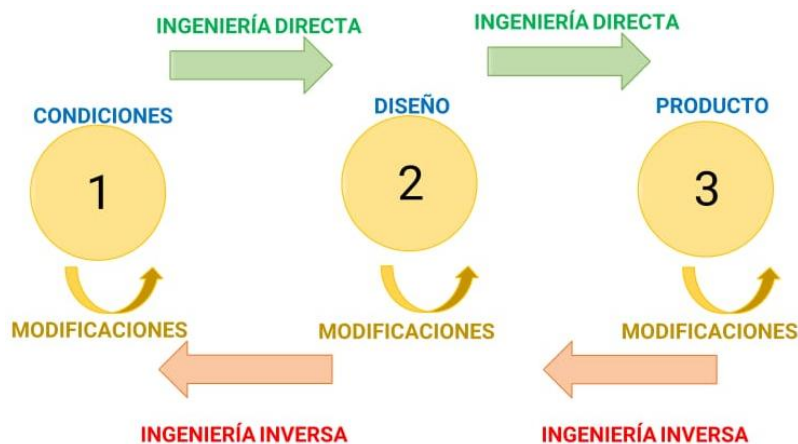 INGENIERÍA DIRECTA
INGENIERÍA DIRECTA
CONDICIONES
DISEÑO
PRODUCTO
1
2
3
MODIFICACIONES
MODIFICACIONES
MODIFICACIONES
INGENIERÍA INVERSA
INGENIERÍA INVERSA